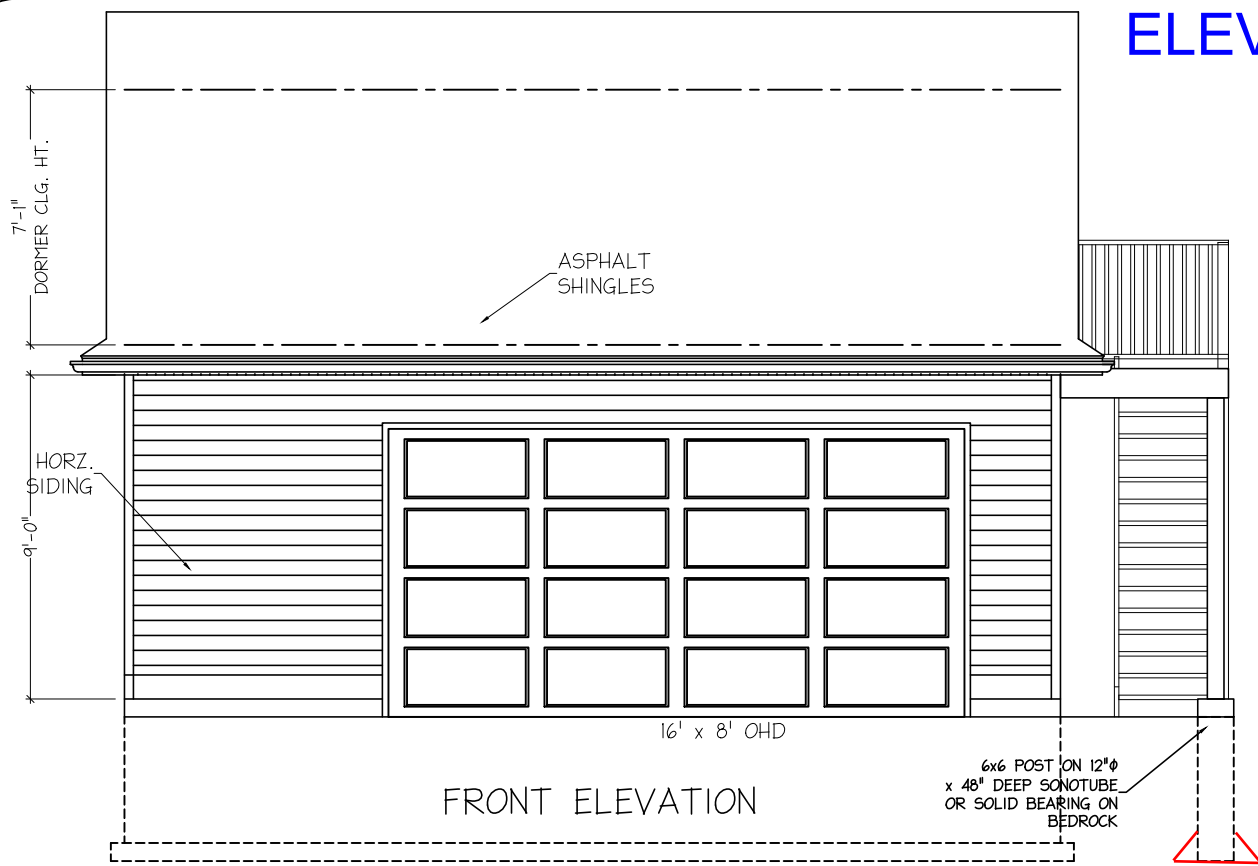 ELEV
7'-1"
DORMER CLG. HT.
ASPHALT
SHINGLES
HORZ.
SIDING
9'-0"
16' x 8' OHD
6x6 POST ON 12"ϕ
x 48" DEEP SONOTUBE
OR SOLID BEARING ON
BEDROCK
FRONT ELEVATION